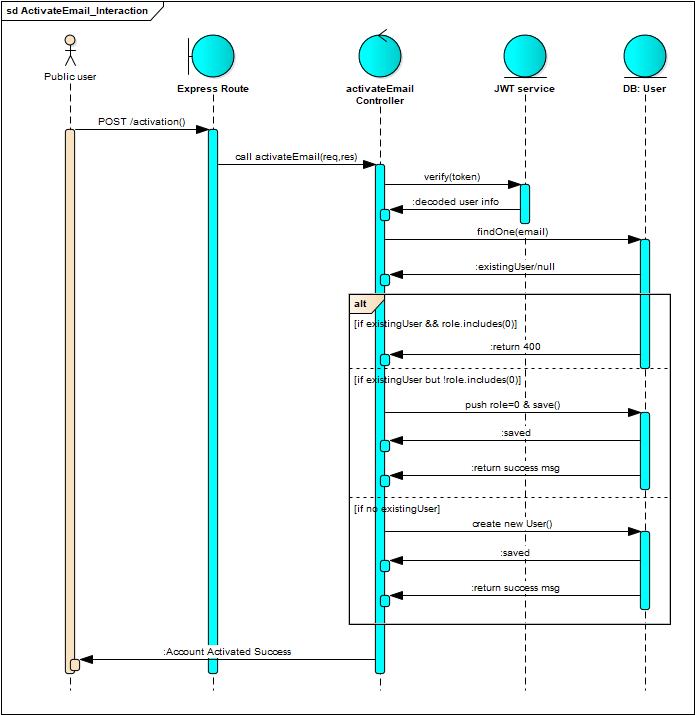 sd ActivateEmail_Interaction
Public user
Express Route
activateEmail
Controller
JWT service
DB: User
POST /activation()
call activateEmail(req,res)
verify(token)
:decoded user info
findOne(email)
:existingUser/null
alt
[if existingUser && role.includes(0)]
:return 400
[if existingUser but !role.includes(0)]
push role=0 & save()
:saved
:return success msg
[if no existingUser]
create new User()
:saved
:return success msg
:Account Activated Success